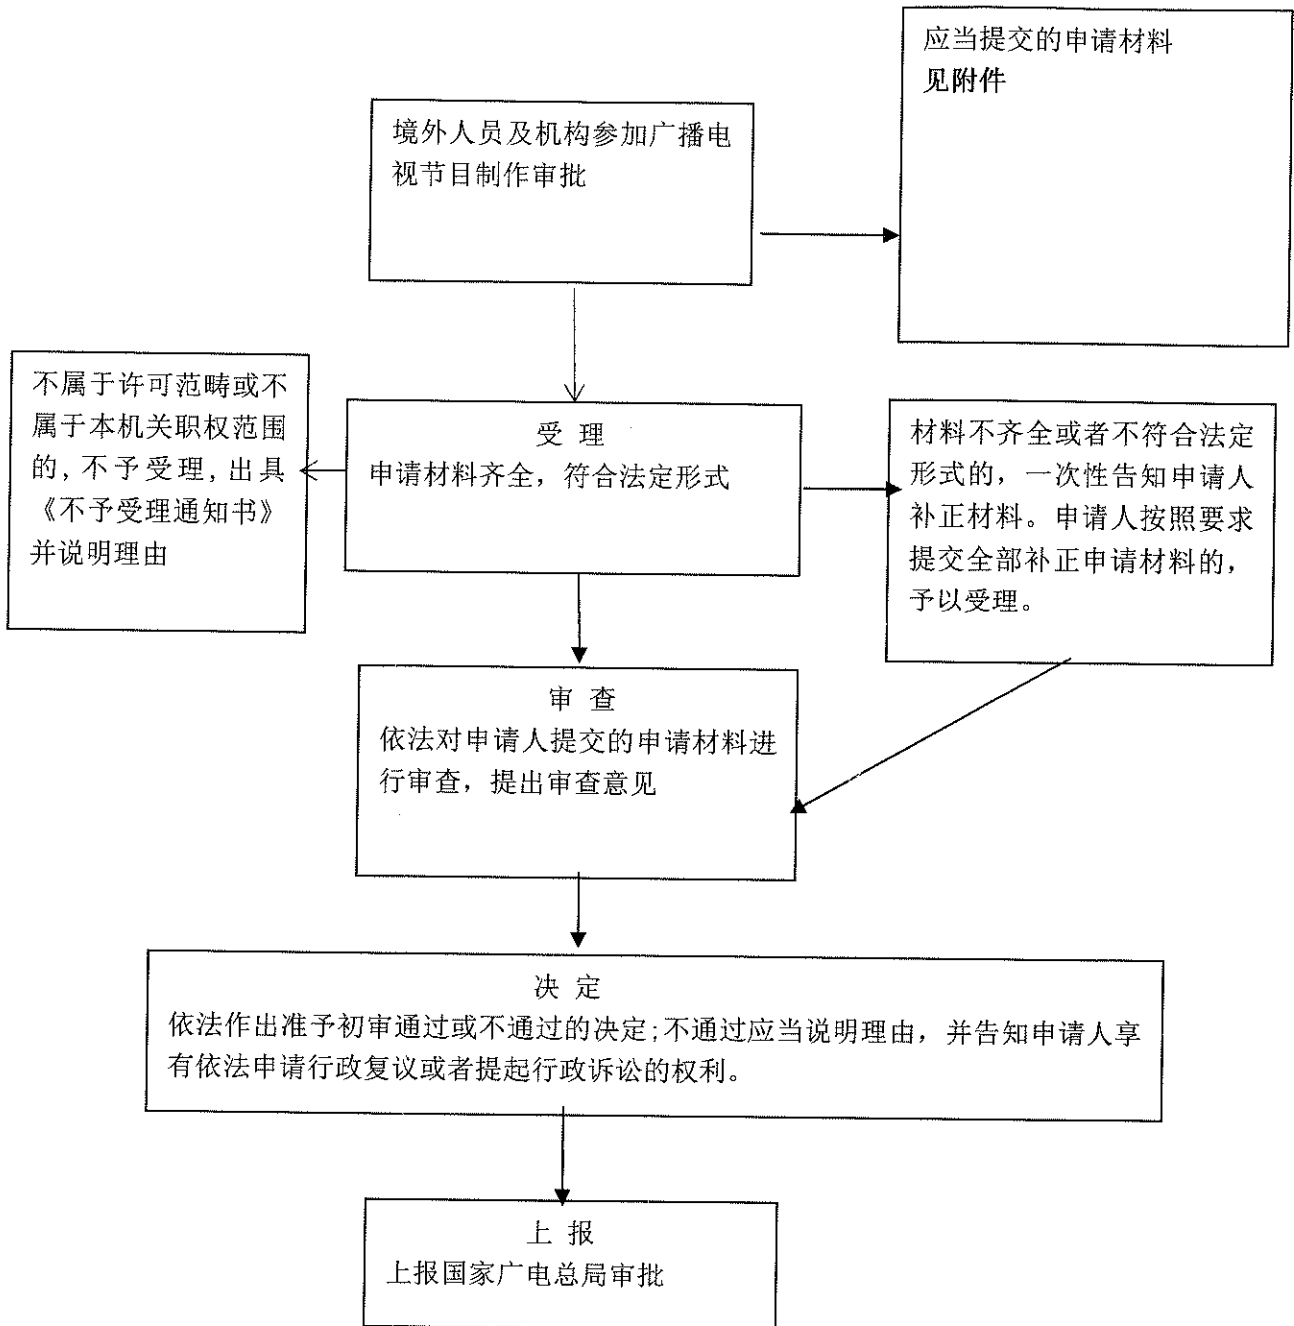 应当提交的申请材料
见附件
境外人员及机构参加广播电
视节目制作审批
不属于许可范畴或不
属于本机关职权范围
的,不予受理,出具
《不予受理通知书》
并说明理由
受 理
申请材料齐全，符合法定形式
材料不齐全或者不符合法定
形式的，一次性告知申请人
补正材料。申请人按照要求
提交全部补正申请材料的，
予以受理。
审 查
依法对申请人提交的申请材料进
行审查，提出审查意见
决 定
依法作出准予初审通过或不通过的决定;不通过应当说明理由，并告知申请人享
有依法申请行政复议或者提起行政诉讼的权利。
上 报
上报国家广电总局审批